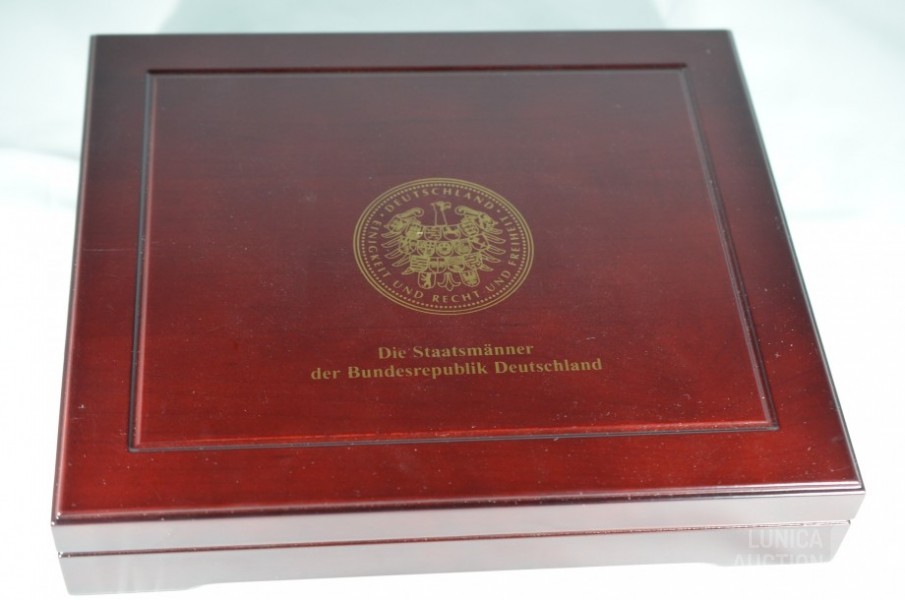 · DEUTSCHLAND ·
EINIGKEIT UND RECHT UND FREIHEIT
Die Staatsmänner
der Bundesrepublik Deutschland
LUNICA
AUCTION